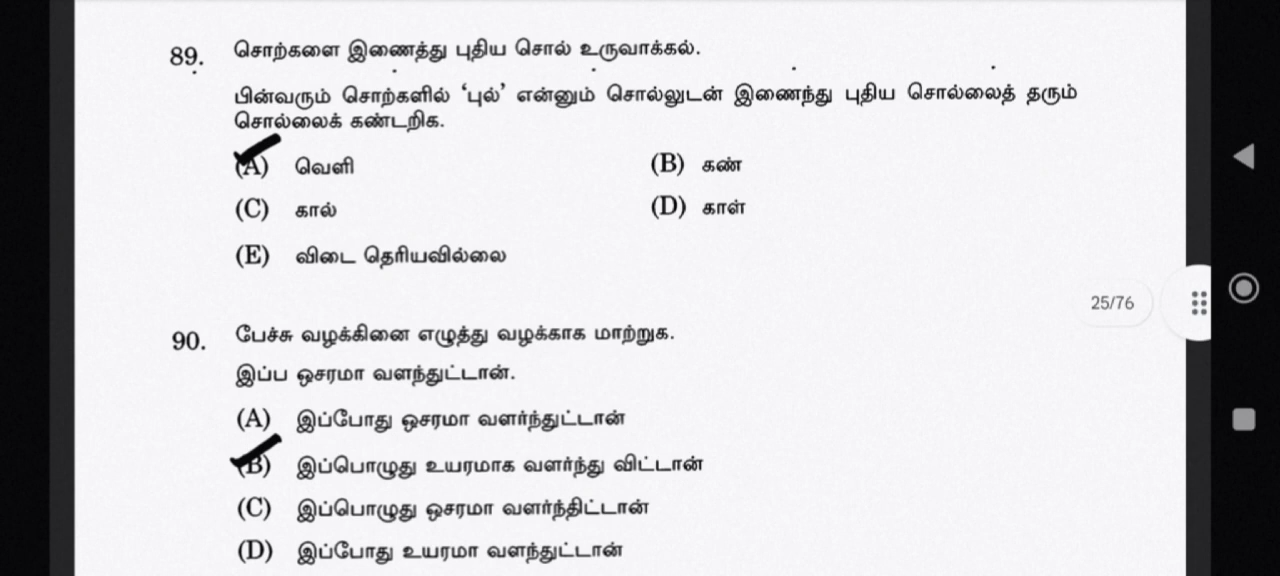 89. சொற்களை இணைத்து புதிய சொல் உருவாக்கல்.
பின்வரும் சொற்களில் ‘புல்’ என்னும் சொல்லுடன் இணைந்து புதிய சொல்லைத் தரும்
சொல்லைக் கண்டறிக.
(A) வெளி (B) கண்
(C) கால் (D) காள்
(E) விடை தெரியவில்லை
25/76
90. பேச்சு வழக்கினை எழுத்து வழக்காக மாற்றுக.
இப்ப ஒசரமா வளந்துட்டான்.
(A) இப்போது ஒசரமா வளர்ந்துட்டான்
(B) இப்பொழுது உயரமாக வளர்ந்து விட்டான்
(C) இப்பொழுது ஒசரமா வளர்ந்திட்டான்
(D) இப்போது உயரமா வளந்துட்டான்